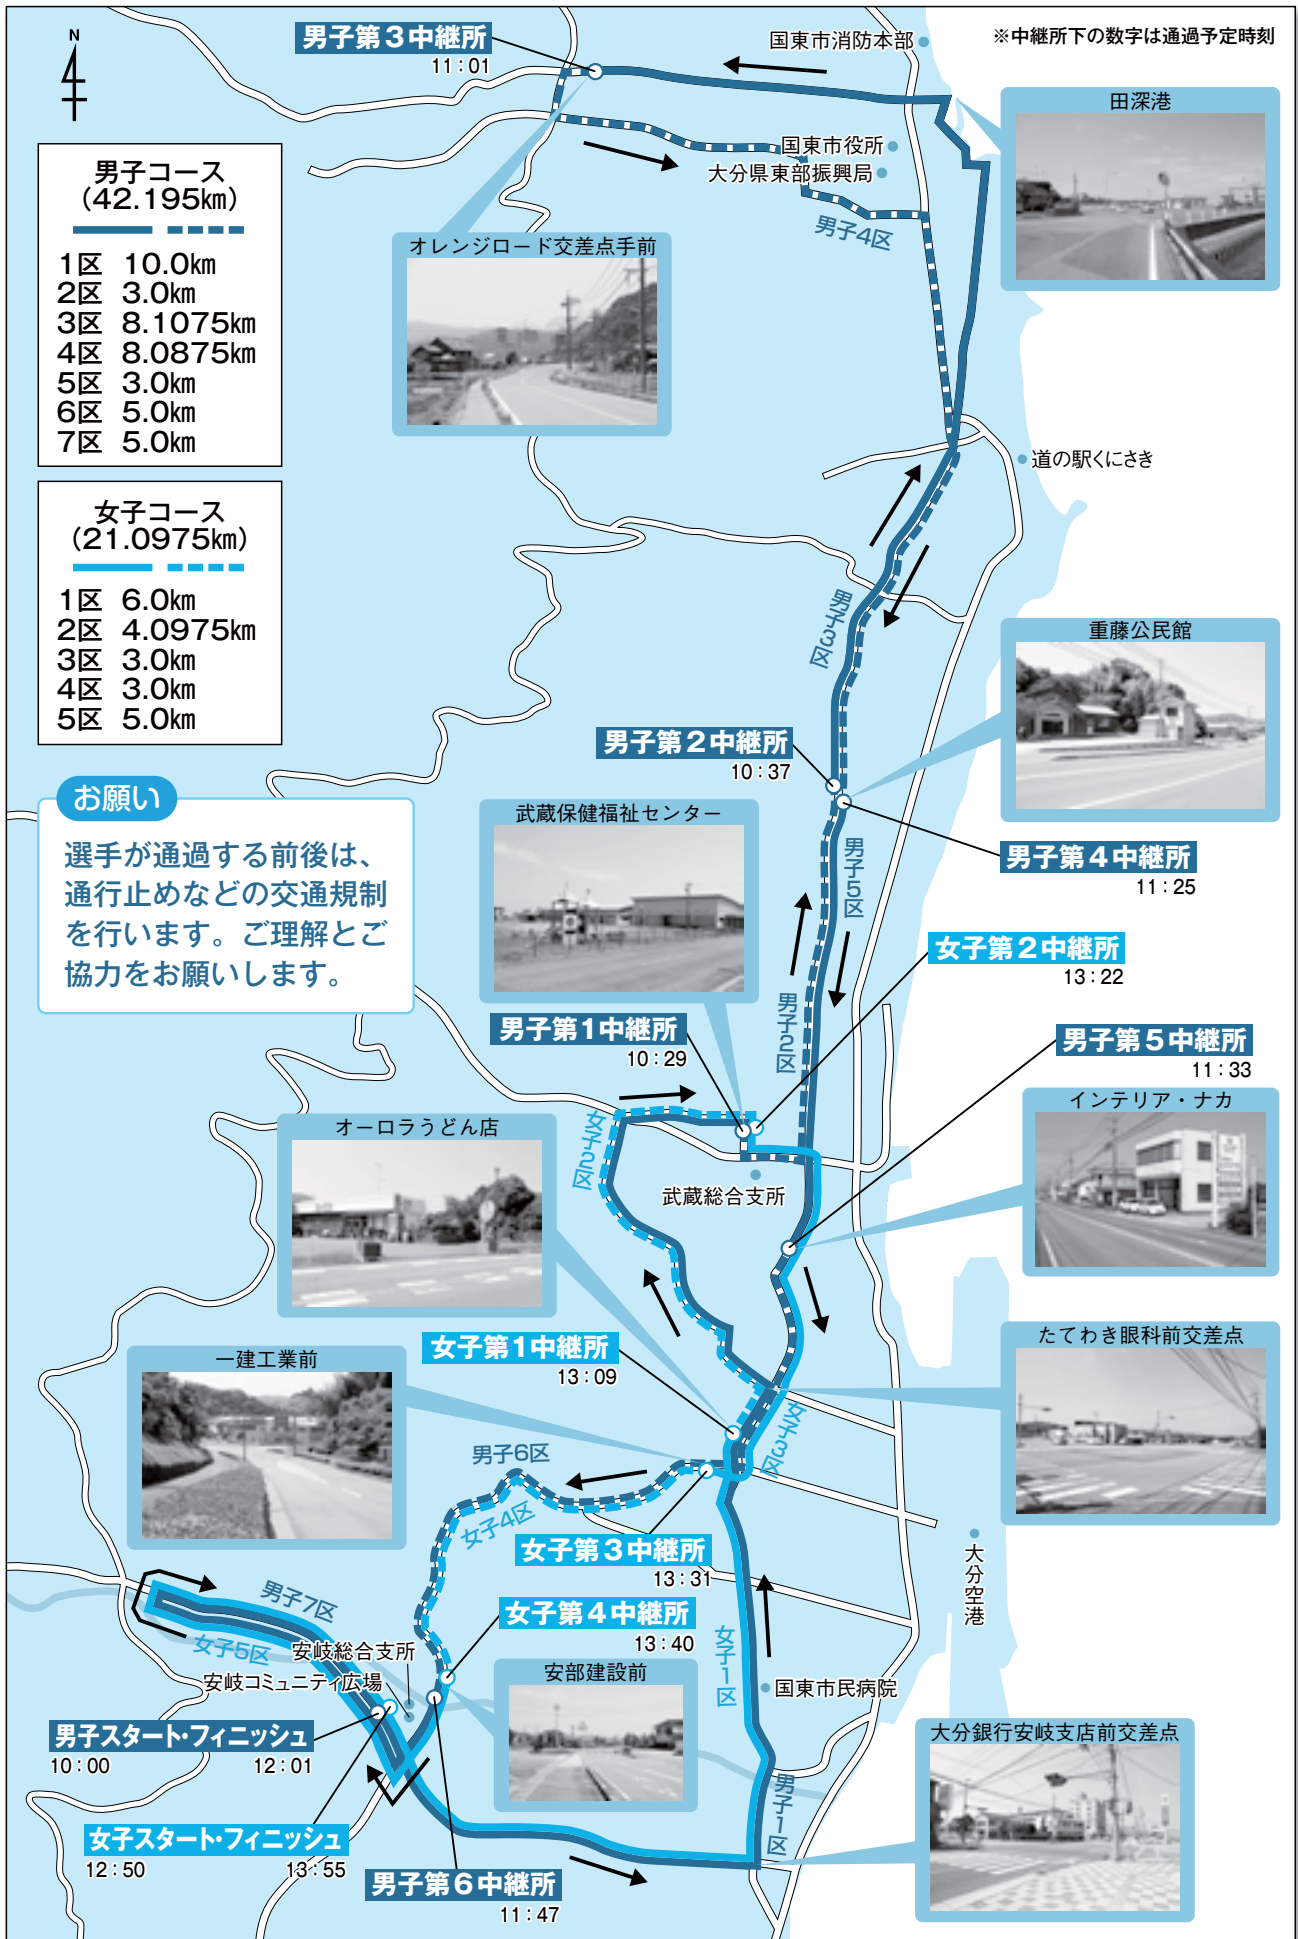 ※中継所下の数字は通過予定時刻
N
男子第3中継所
11:01
国東市消防本部
田深港
国東市役所
大分県東部振興局
男子4区
オレンジロード交差点手前
男子コース
(42.195km)
1区 10.0km
2区 3.0km
3区 8.1075km
4区 8.0875km
5区 3.0km
6区 5.0km
7区 5.0km
女子コース
(21.0975km)
1区 6.0km
2区 4.0975km
3区 3.0km
4区 3.0km
5区 5.0km
道の駅くにさき
男子3区
重藤公民館
男子第2中継所
10:37
お願い
選手が通過する前後は、
通行止めなどの交通規制
を行います。ご理解とご
協力をお願いします。
武蔵保健福祉センター
男子第4中継所
11:25
男子5区
女子第2中継所
13:22
男子2区
男子第1中継所
10:29
男子第5中継所
11:33
インテリア・ナカ
オーロラうどん店
女子2区
武蔵総合支所
女子第1中継所
13:09
たてわき眼科前交差点
一建工業前
女子3区
男子6区
女子4区
女子第3中継所
13:31
大分空港
男子7区
女子5区
女子第4中継所
13:40
女子1区
安岐総合支所
安岐コミュニティ広場
安部建設前
国東市民病院
男子スタート・フィニッシュ
10:00 12:01
大分銀行安岐支店前交差点
男子1区
女子スタート・フィニッシュ
12:50 13:55
男子第6中継所
11:47